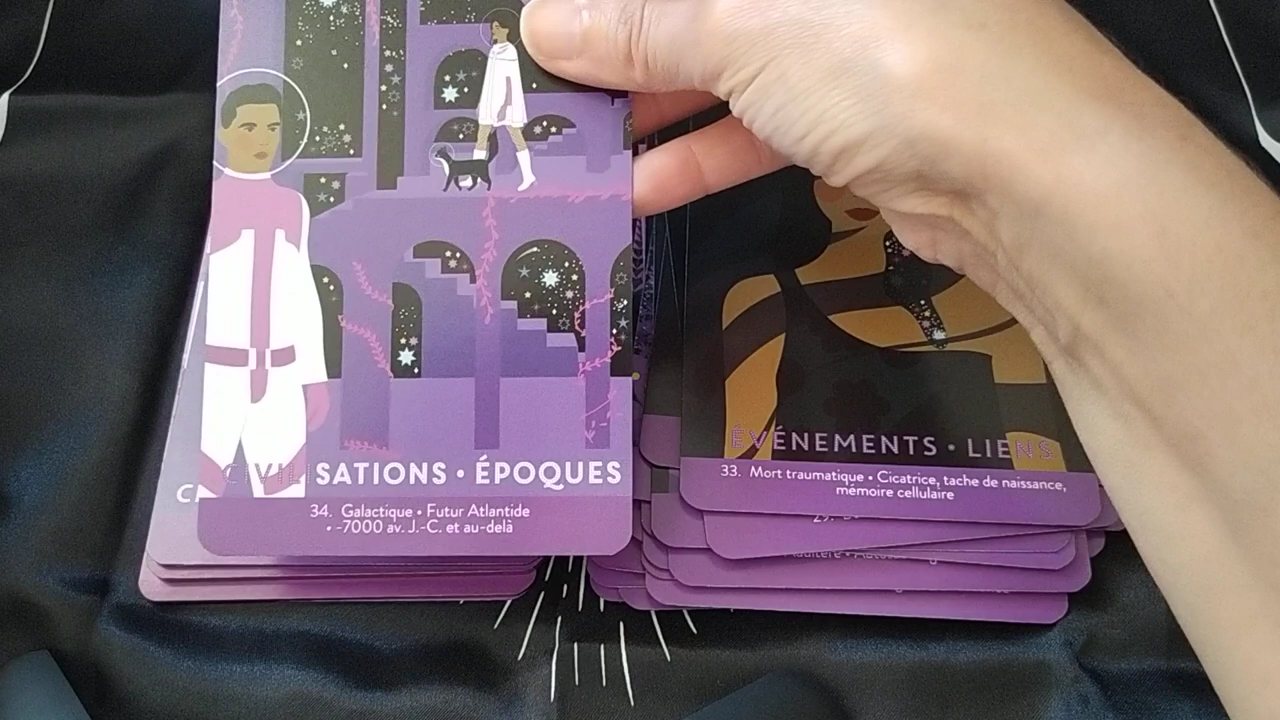 CIVILISATIONS • ÉPOQUES
34. Galactique • Futur Atlantide
• -7000 av. J.-C. et au-delà
ÉVÉNEMENTS • LIENS
33. Mort traumatique • Cicatrice, tache de naissance,
mémoire cellulaire
29.